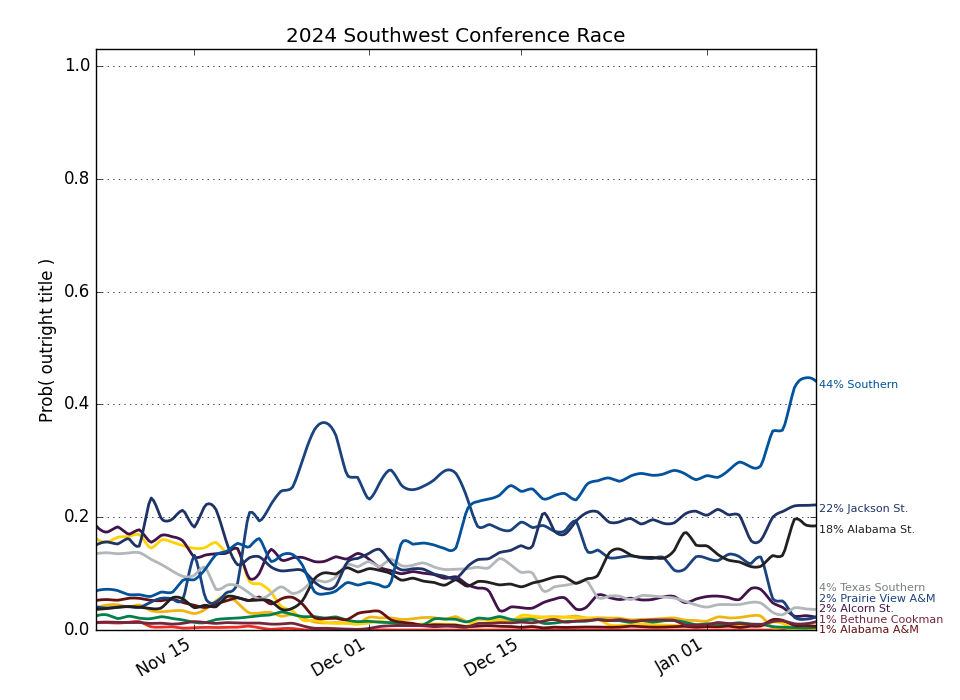 2024 Southwest Conference Race
Prob( outright title )
1.0
0.8
0.6
0.4
0.2
0.0
Nov 15
Dec 01
Dec 15
Jan 01
44% Southern
22% Jackson St.
18% Alabama St.
4% Texas Southern
2% Prairie View A&M
2% Alcorn St.
1% Bethune Cookman
1% Alabama A&M